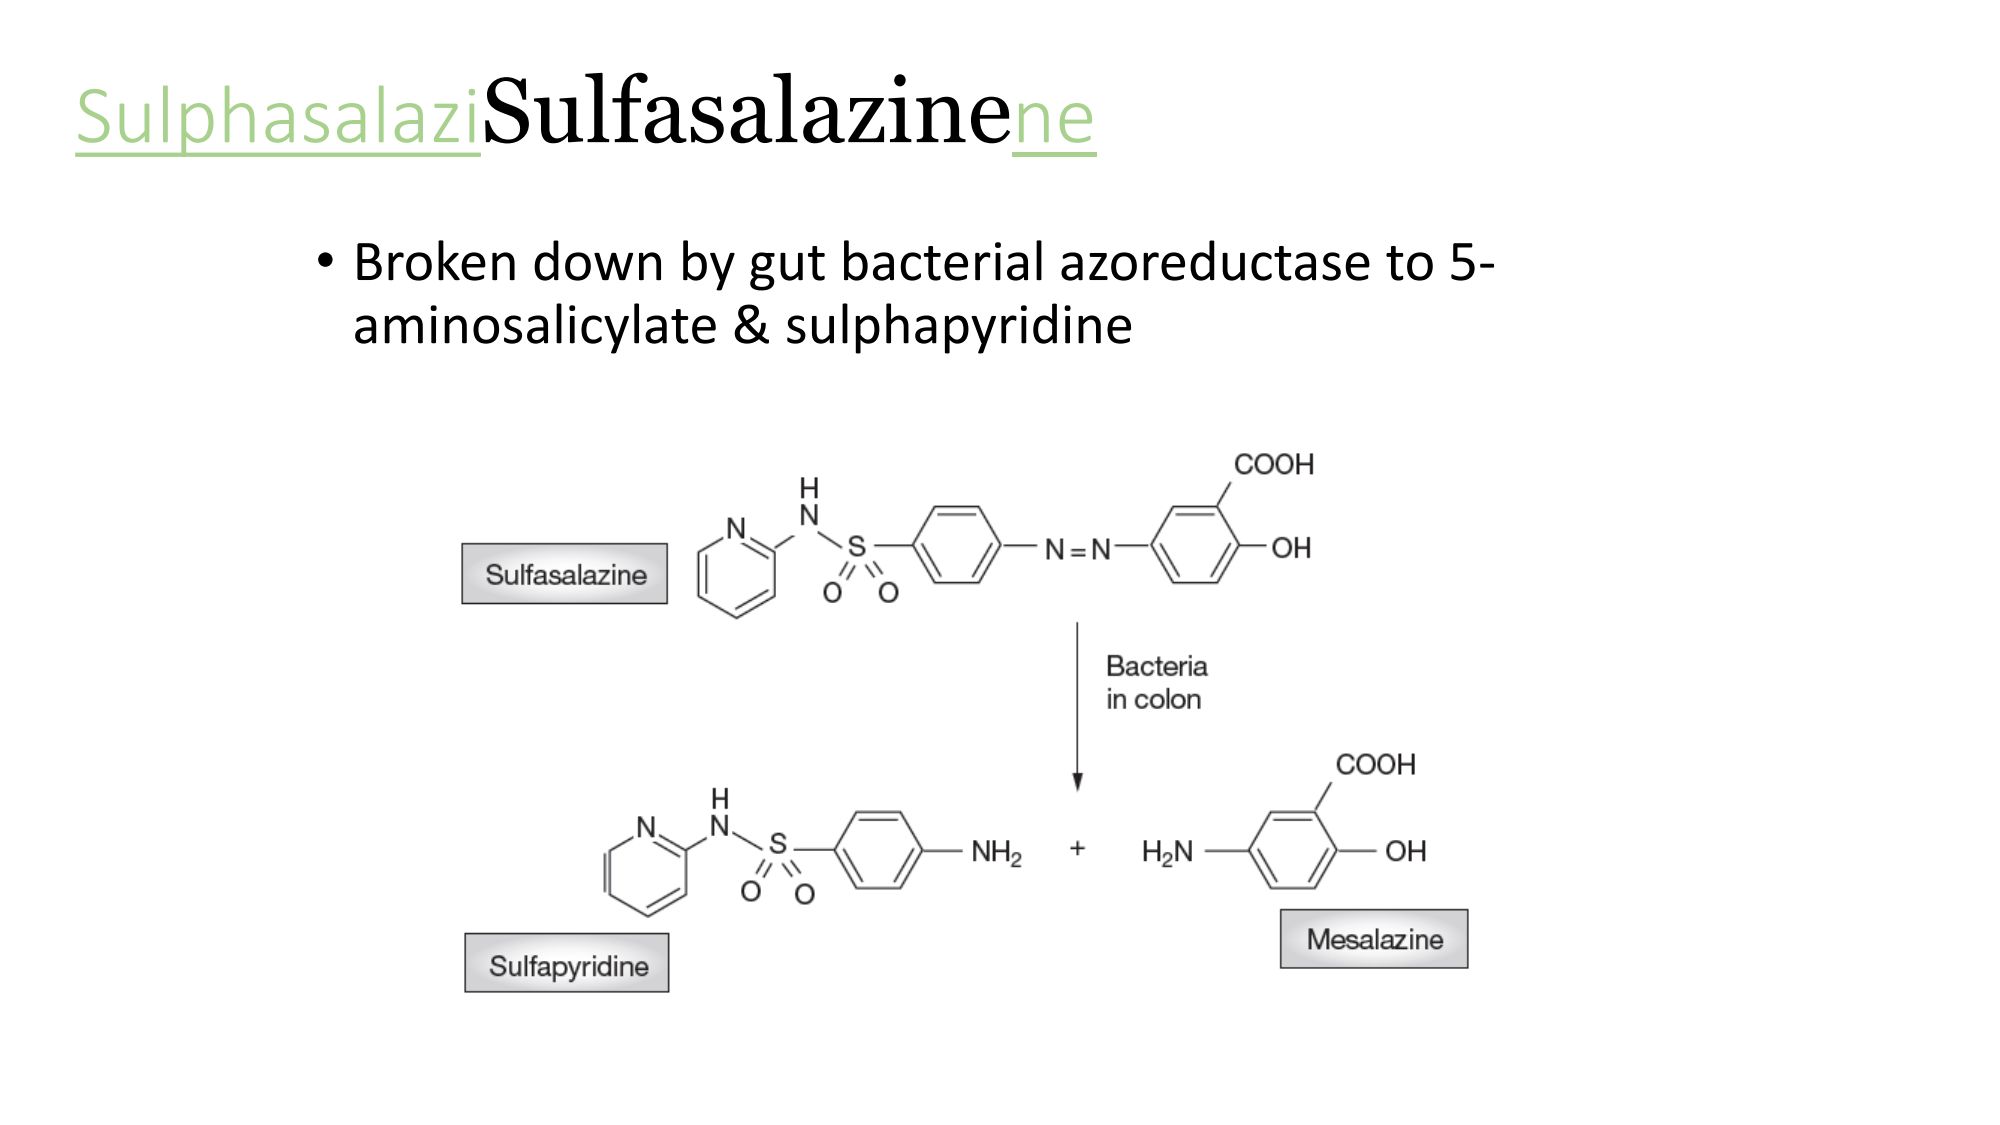 SulphasalaziSulfasalazinene
• Broken down by gut bacterial azoreductase to 5-
aminosalicylate & sulphapyridine
COOH
H
N
N
S
N=N
OH
O O
Sulfasalazine
Bacteria
in colon
COOH
H
N
N
S
NH₂
+
H₂N
OH
O O
Mesalazine
Sulfapyridine